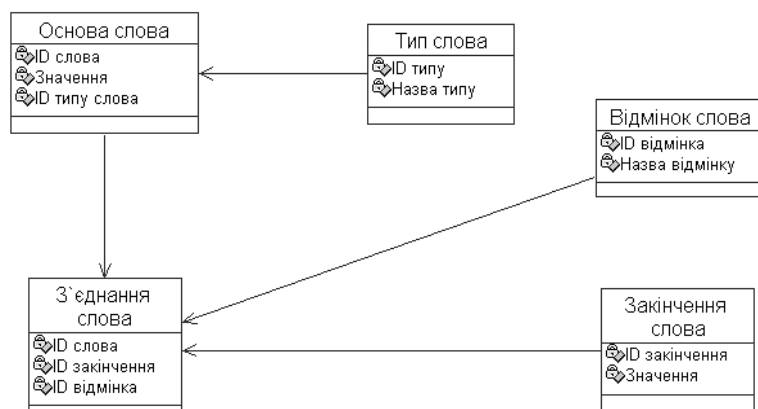 Основа слова
ID слова
Значення
ID типу слова
Тип слова
ID типу
Назва типу
Відмінок слова
ID відмінка
Назва відмінку
З`єднання
слова
ID слова
ID закінчення
ID відмінка
Закінчення
слова
ID закінчення
Значення